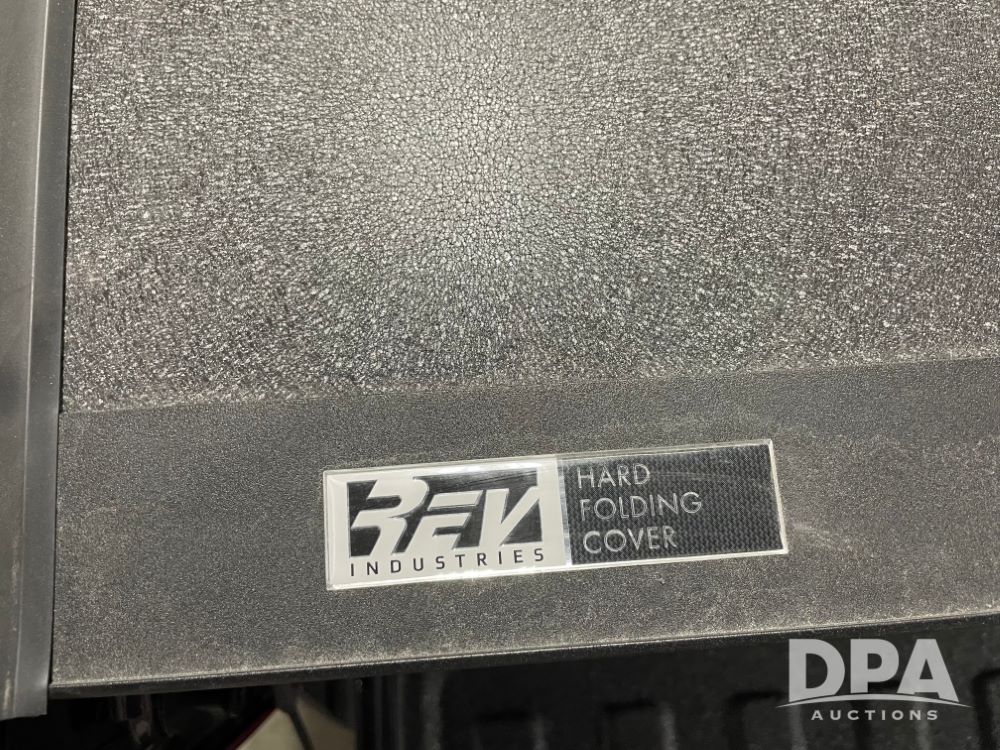 REV
INDUSTRIES
HARD
FOLDING
COVER
DPA
AUCTIONS